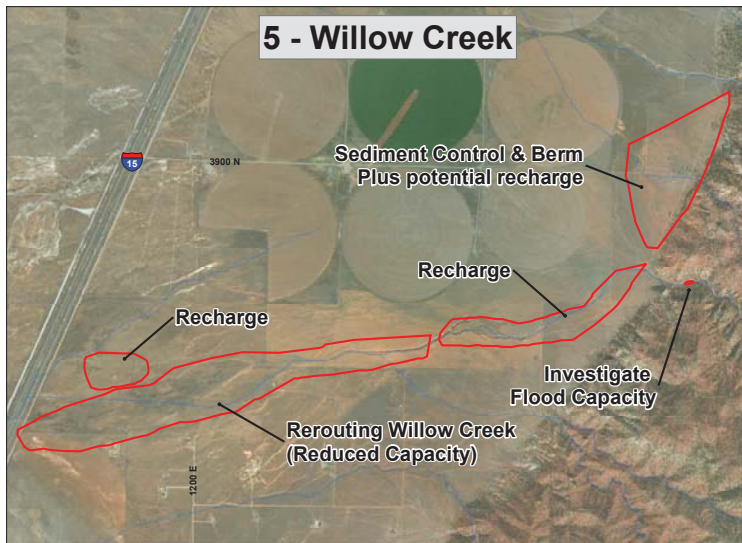 5 - Willow Creek
15
3900 N
Sediment Control & Berm
Plus potential recharge
Recharge
Recharge
Investigate
Flood Capacity
Rerouting Willow Creek
(Reduced Capacity)
1200 E